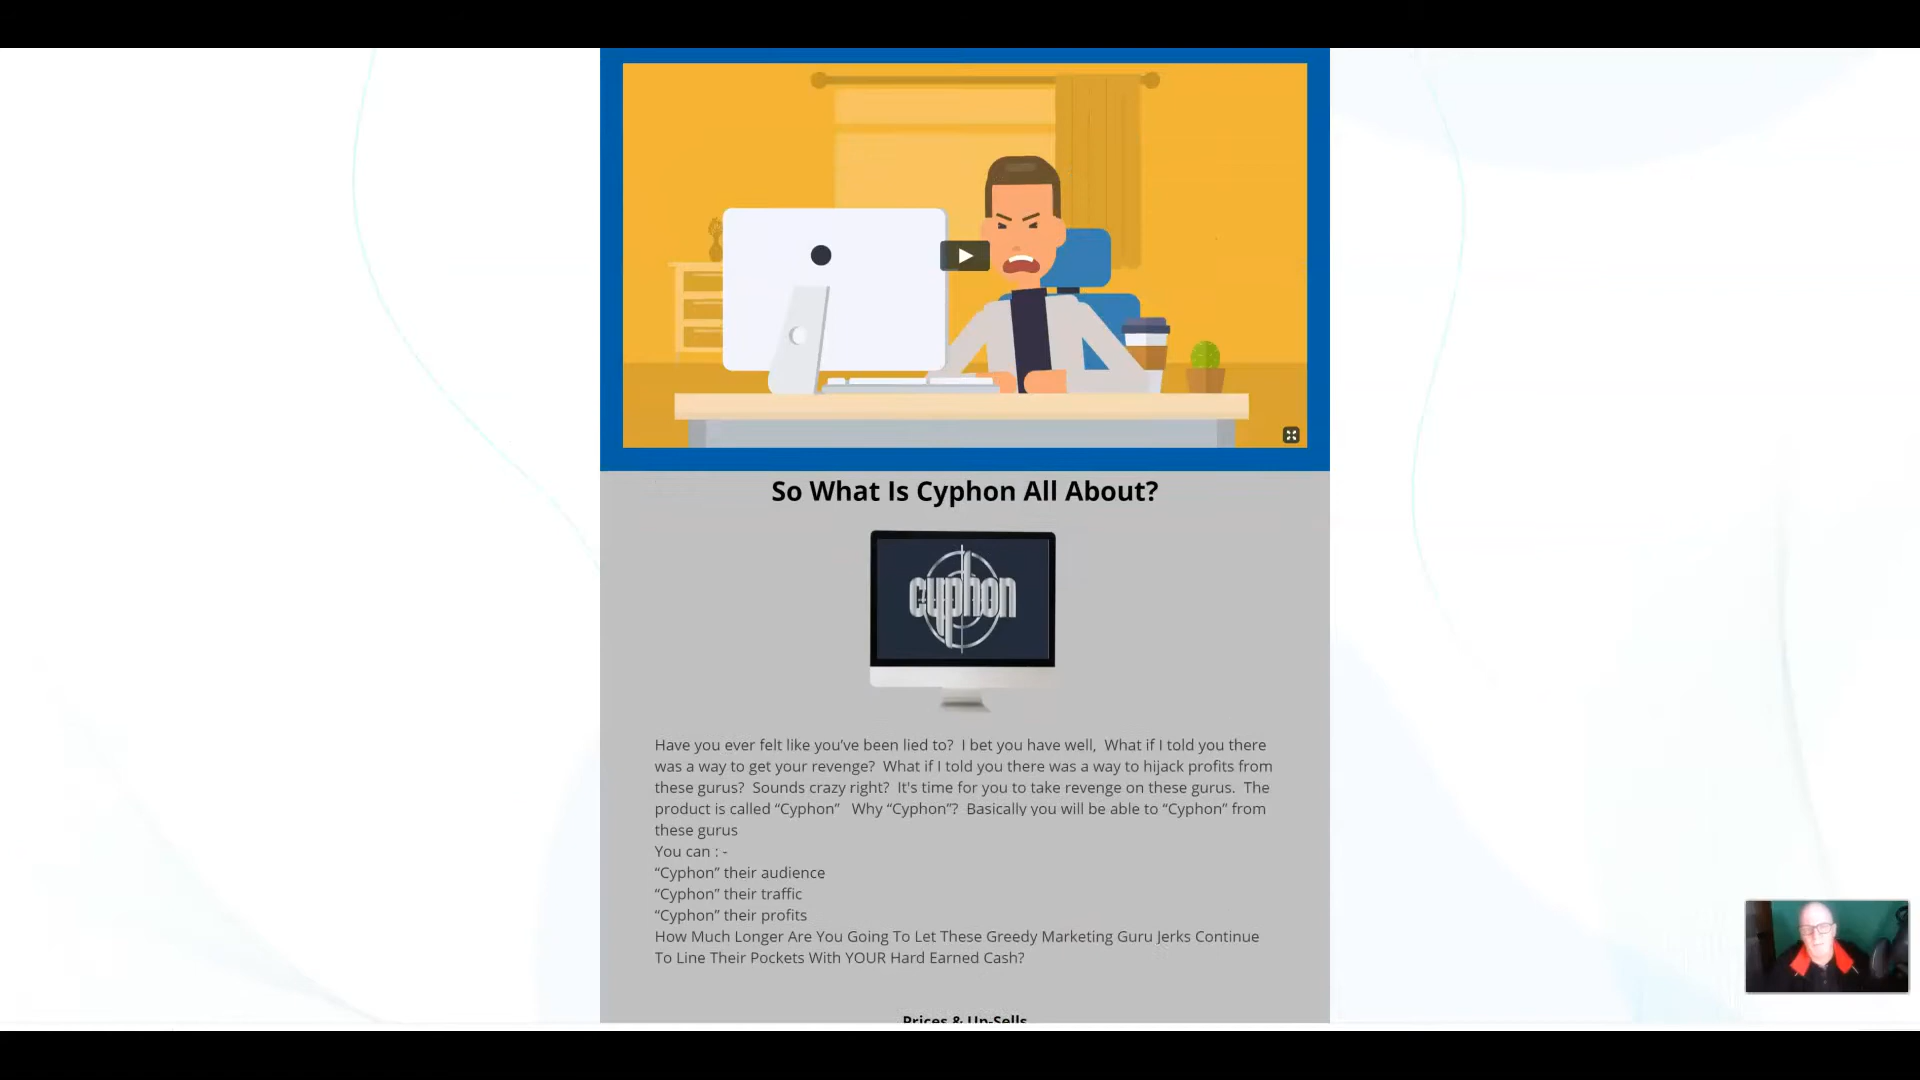 So What Is Cyphon All About?
cyphon
Have you ever felt like you've been lied to?  I bet you have well,  What if I told you there
was a way to get your revenge?  What if I told you there was a way to hijack profits from
these gurus?  Sounds crazy right?  It's time for you to take revenge on these gurus.  The
product is called “Cyphon”   Why “Cyphon”?  Basically you will be able to “Cyphon” from
these gurus
You can : -
“Cyphon” their audience
“Cyphon” their traffic
“Cyphon” their profits
How Much Longer Are You Going To Let These Greedy Marketing Guru Jerks Continue
To Line Their Pockets With YOUR Hard Earned Cash?
Prices & Up-Sells